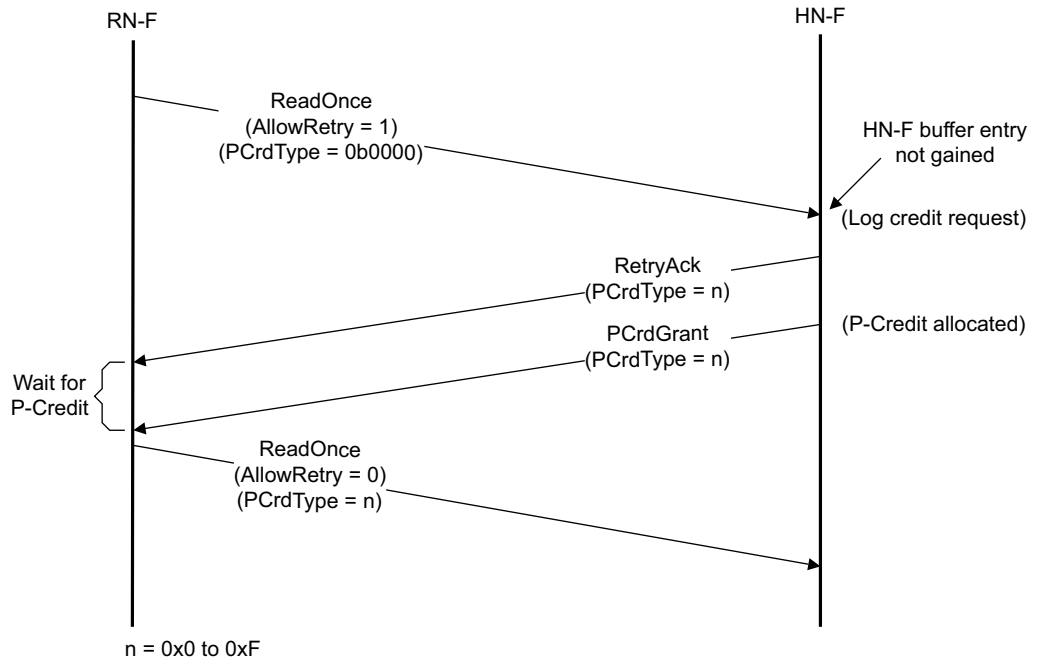 RN-F
HN-F
ReadOnce
(AllowRetry = 1)
(PCrdType = 0b0000)
HN-F buffer entry
not gained
(Log credit request)
RetryAck
(PCrdType = n)
(P-Credit allocated)
PCrdGrant
(PCrdType = n)
Wait for
P-Credit
ReadOnce
(AllowRetry = 0)
(PCrdType = n)
n = 0x0 to 0xF